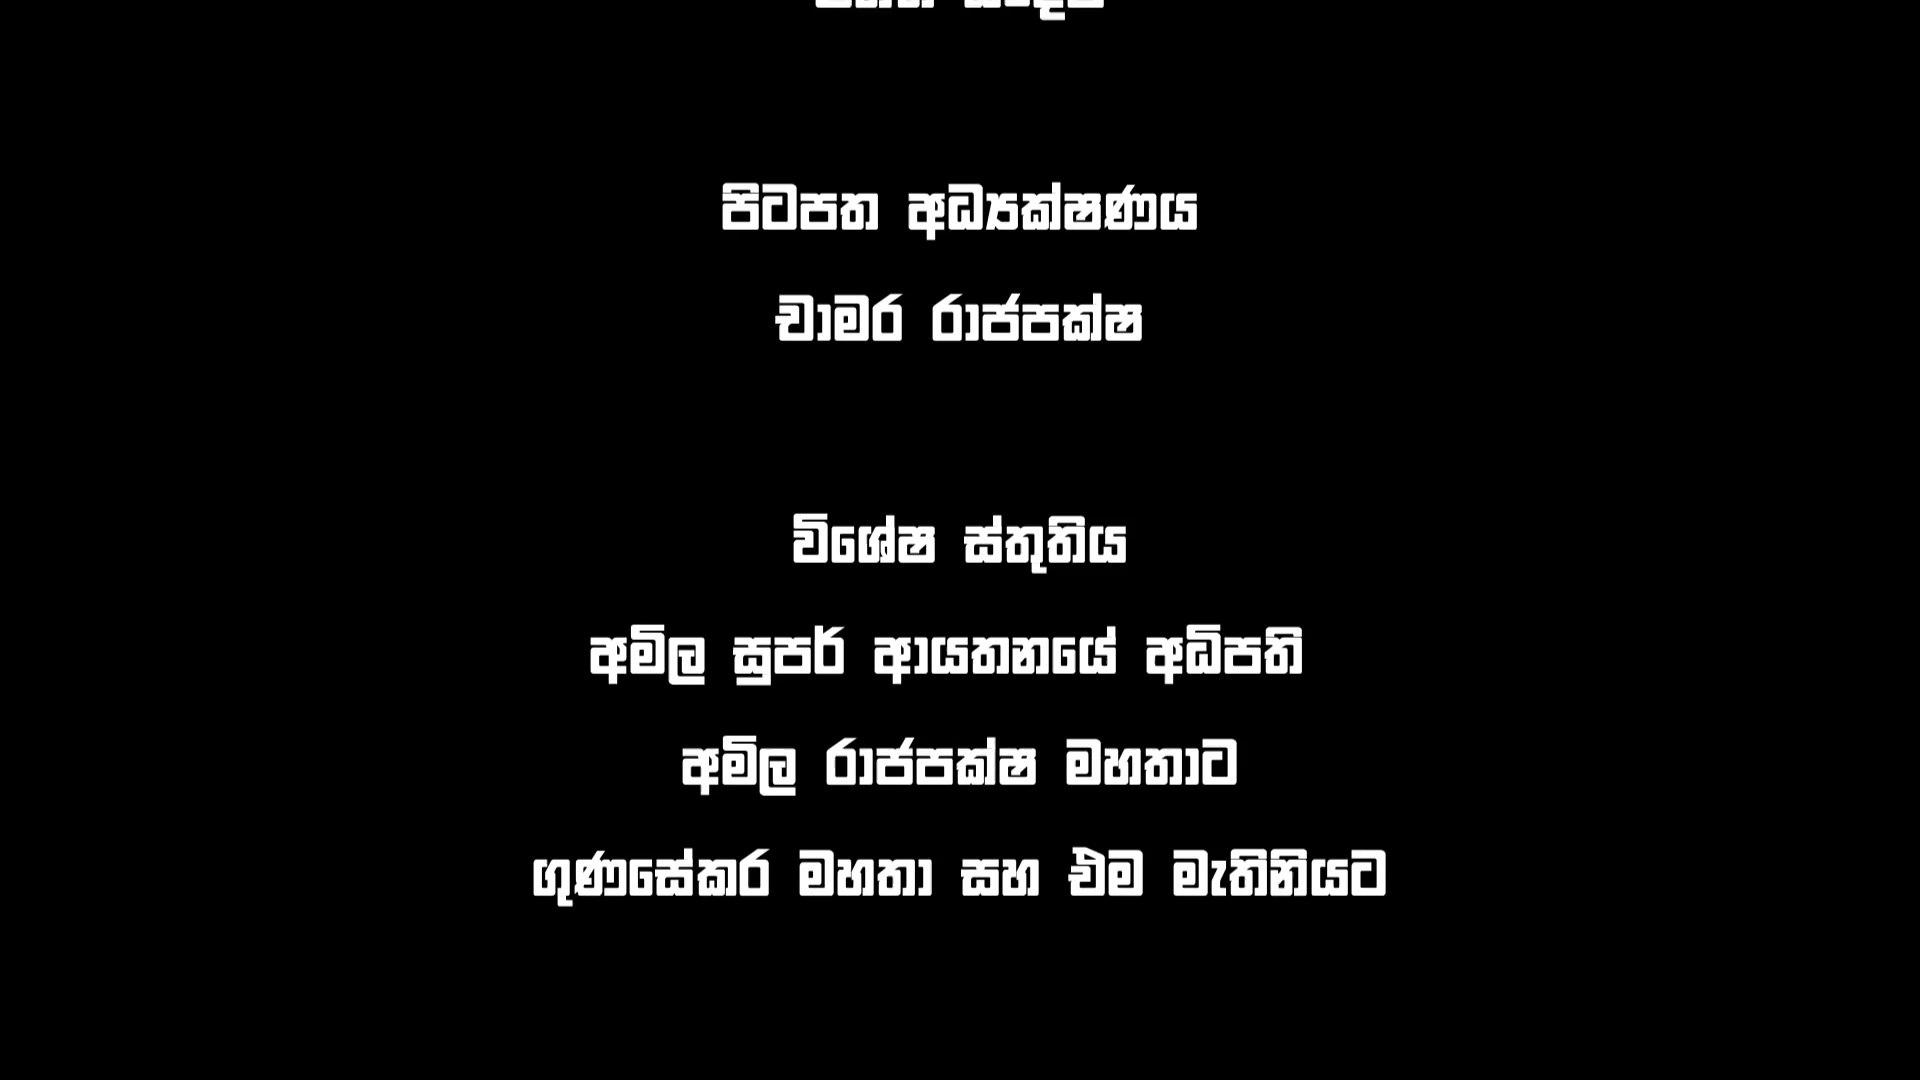 පිටපත අධ්‍යක්ෂණය
චාමර රාජපක්ෂ
විශේෂ ස්තූතිය
අමිල සුපර් ආයතනයේ අධිපති
අමිල රාජපක්ෂ මහතාට
ගුණසේකර මහතා සහ එම මැතිනියට